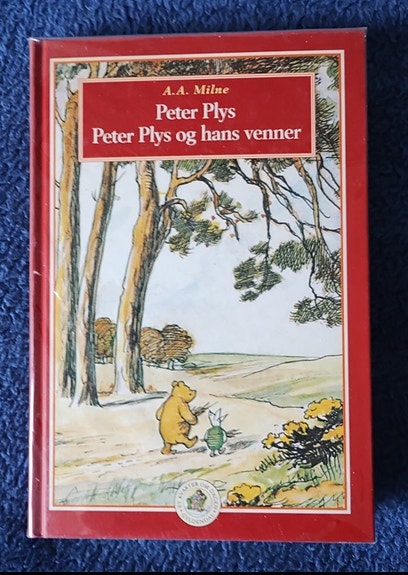 A.A. Milne
Peter Plys
Peter Plys og hans venner